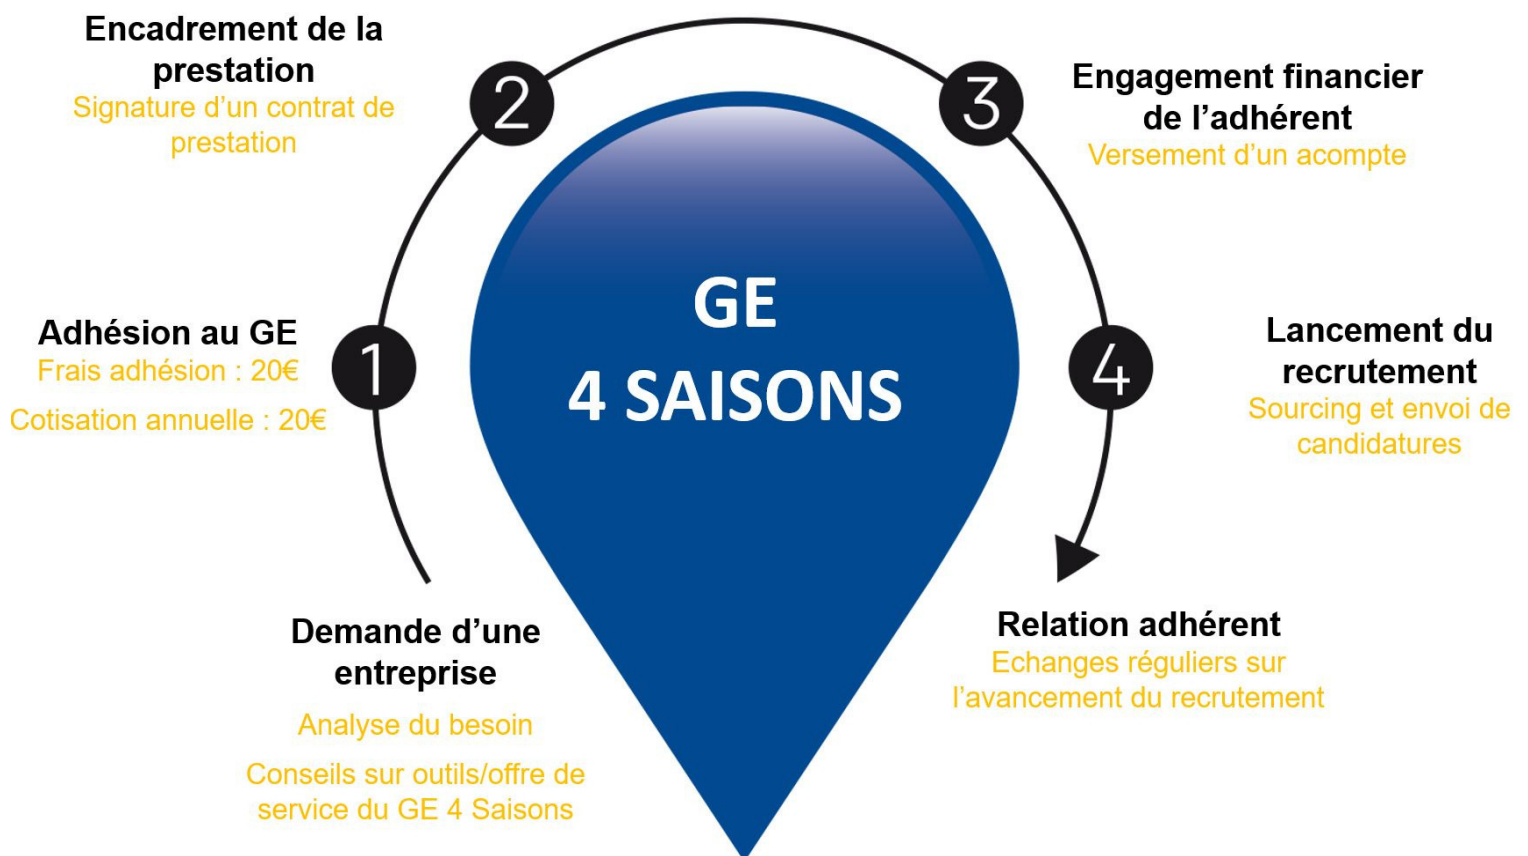 Encadrement de la
prestation
Signature d’un contrat de
prestation
2
3
Engagement financier
de l’adhérent
Versement d’un acompte
Adhésion au GE
Frais adhésion : 20€
Cotisation annuelle : 20€
1
GE
4 SAISONS
4
Lancement du
recrutement
Sourcing et envoi de
candidatures
Demande d’une
entreprise
Analyse du besoin
Conseils sur outils/offre de
service du GE 4 Saisons
Relation adhérent
Echanges réguliers sur
l’avancement du recrutement